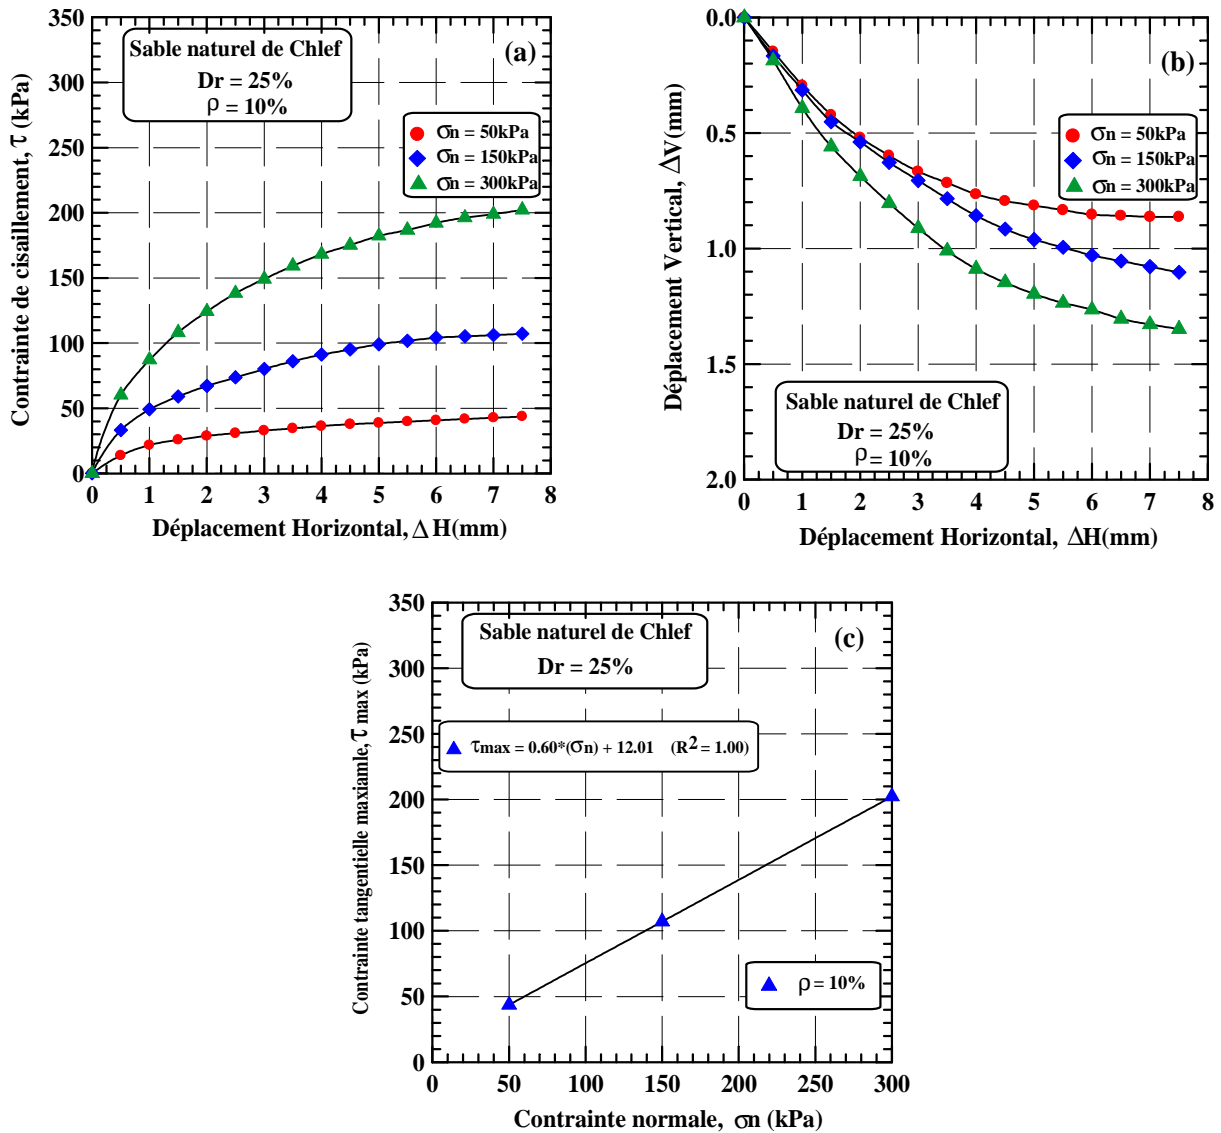 350
300
250
200
150
100
50
0
0 1 2 3 4 5 6 7 8
Contrainte de cisaillement, τ (kPa)
Déplacement Horizontal, Δ H(mm)
(a)
Sable naturel de Chlef
Dr = 25%
ρ = 10%
σn = 50kPa
σn = 150kPa
σn = 300kPa
0.0
0.5
1.0
1.5
2.0
0 1 2 3 4 5 6 7 8
Déplacement Vertical, ΔV(mm)
Déplacement Horizontal, ΔH(mm)
(b)
σn = 50kPa
σn = 150kPa
σn = 300kPa
Sable naturel de Chlef
Dr = 25%
ρ = 10%
350
300
250
200
150
100
50
0
0 50 100 150 200 250 300
Contrainte tangentielle maxiamle, τ max (kPa)
Contrainte normale, σn (kPa)
(c)
Sable naturel de Chlef
Dr = 25%
τmax = 0.60*(σn) + 12.01 (R2 = 1.00)
ρ = 10%